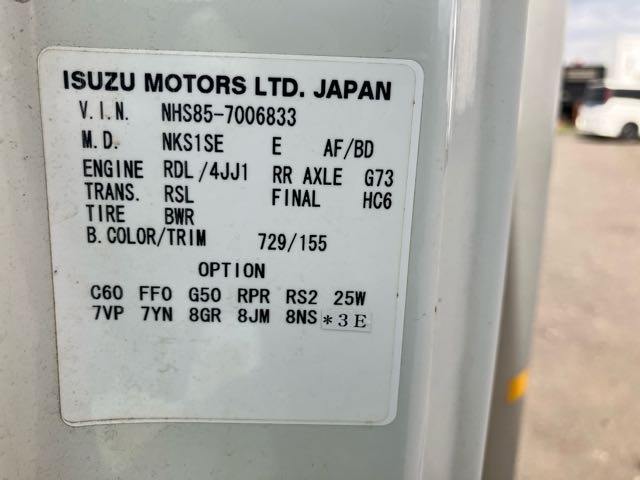 ISUZU MOTORS LTD. JAPAN
V.I.N. NHS85-7006833
M.D. NKS1SE E AF/BD
ENGINE RDL/4JJ1 RR AXLE G73
TRANS. RSL FINAL HC6
TIRE BWR
B.COLOR/TRIM 729/155
OPTION
C60 FF0 G50 RPR RS2 25W
7VP 7YN 8GR 8JM 8NS *3E